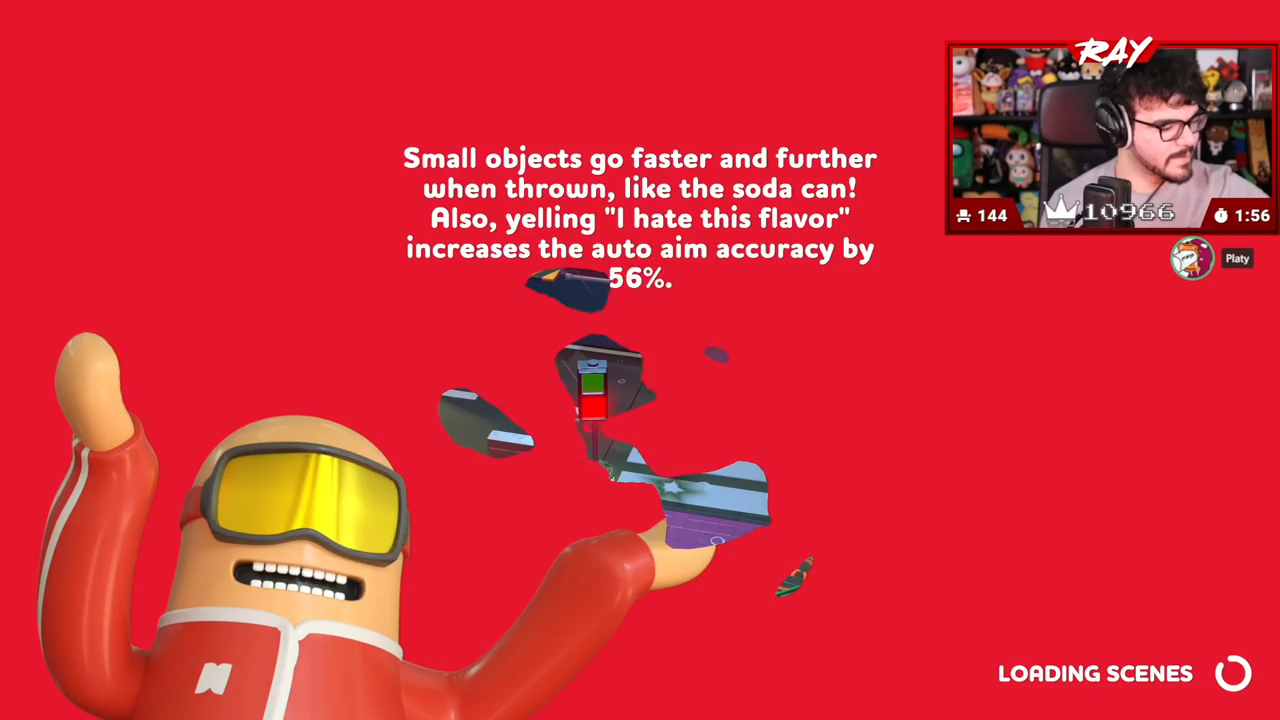 RAY
Small objects go faster and further
when thrown, like the soda can!
Also, yelling "I hate this flavor"
increases the auto aim accuracy by
56%.
144
10966
1:56
Platy
LOADING SCENES